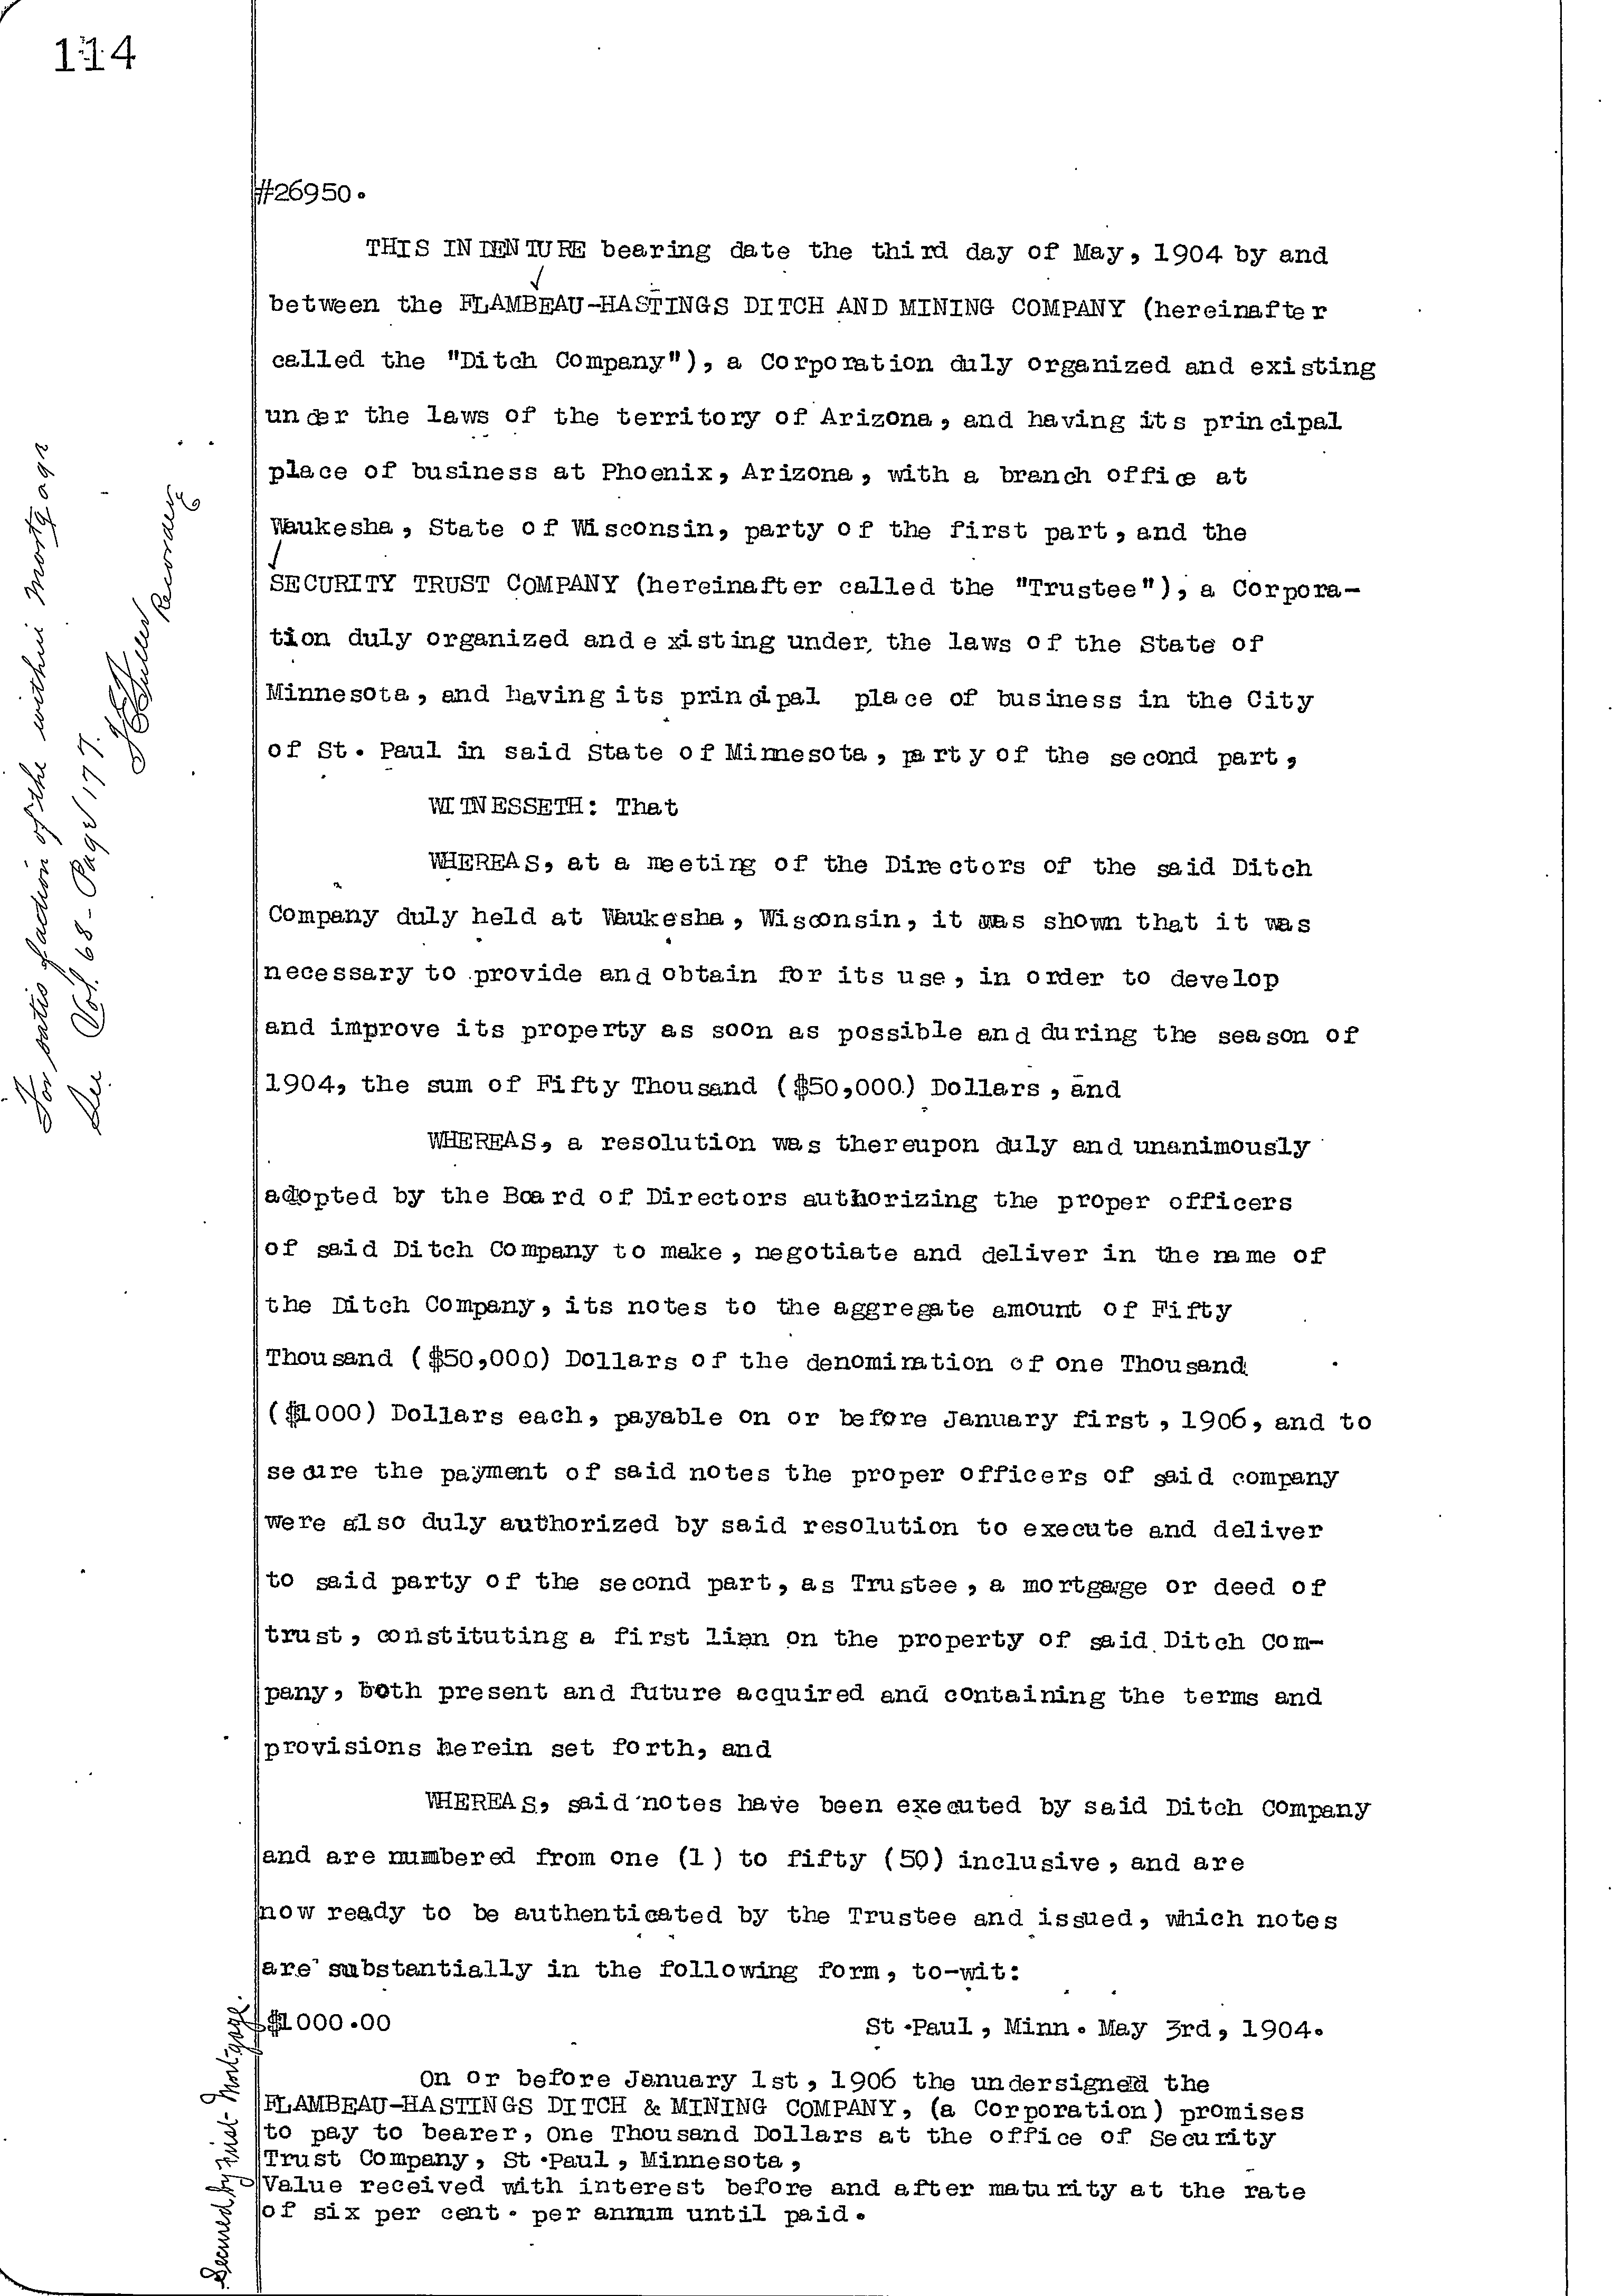 114
#26950.
THIS INDENTURE bearing date the third day of May, 1904 by and
between the FLAMBEAU-HASTINGS DITCH AND MINING COMPANY (hereinafter
called the "Ditch Company"), a Corporation duly organized and existing
under the laws of the territory of Arizona, and having its principal
place of business at Phoenix, Arizona, with a branch office at
Waukesha, State of Wisconsin, party of the first part, and the
SECURITY TRUST COMPANY (hereinafter called the "Trustee"), a Corpora-
tion duly organized and existing under the laws of the State of
Minnesota, and having its principal place of business in the City
of St. Paul in said State of Minnesota, party of the second part,
WITNESSETH: That
WHEREAS, at a meeting of the Directors of the said Ditch
Company duly held at Waukesha, Wisconsin, it was shown that it was
necessary to provide and obtain for its use, in order to develop
and improve its property as soon as possible and during the season of
1904, the sum of Fifty Thousand ($50,000) Dollars, and
WHEREAS, a resolution was thereupon duly and unanimously
adopted by the Board of Directors authorizing the proper officers
of said Ditch Company to make, negotiate and deliver in the name of
the Ditch Company, its notes to the aggregate amount of Fifty
Thousand ($50,000) Dollars of the denomination of one Thousand
($1000) Dollars each, payable on or before January first, 1906, and to
secure the payment of said notes the proper officers of said company
were also duly authorized by said resolution to execute and deliver
to said party of the second part, as Trustee, a mortgage or deed of
trust, constituting a first lien on the property of said Ditch Com-
pany, both present and future acquired and containing the terms and
provisions herein set forth, and
WHEREAS, said notes have been executed by said Ditch Company
and are numbered from one (1) to fifty (50) inclusive, and are
now ready to be authenticated by the Trustee and issued, which notes
are substantially in the following form, to-wit:
$1000.00 St.Paul, Minn. May 3rd, 1904.
On or before January 1st, 1906 the undersigned the
FLAMBEAU-HASTINGS DITCH & MINING COMPANY, (a Corporation) promises
to pay to bearer, One Thousand Dollars at the office of Security
Trust Company, St.Paul, Minnesota,
Value received with interest before and after maturity at the rate
of six per cent. per annum until paid.
For satisfaction of the within mortgage
See Vol. 68 - Page 177.
Recorder
Secured by first Mortgage.